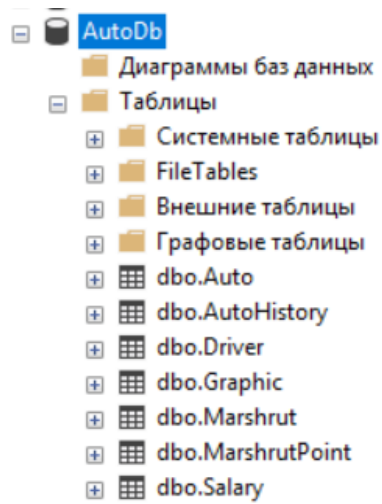 AutoDb
Диаграммы баз данных
Таблицы
Системные таблицы
FileTables
Внешние таблицы
Графовые таблицы
dbo.Auto
dbo.AutoHistory
dbo.Driver
dbo.Graphic
dbo.Marshrut
dbo.MarshrutPoint
dbo.Salary